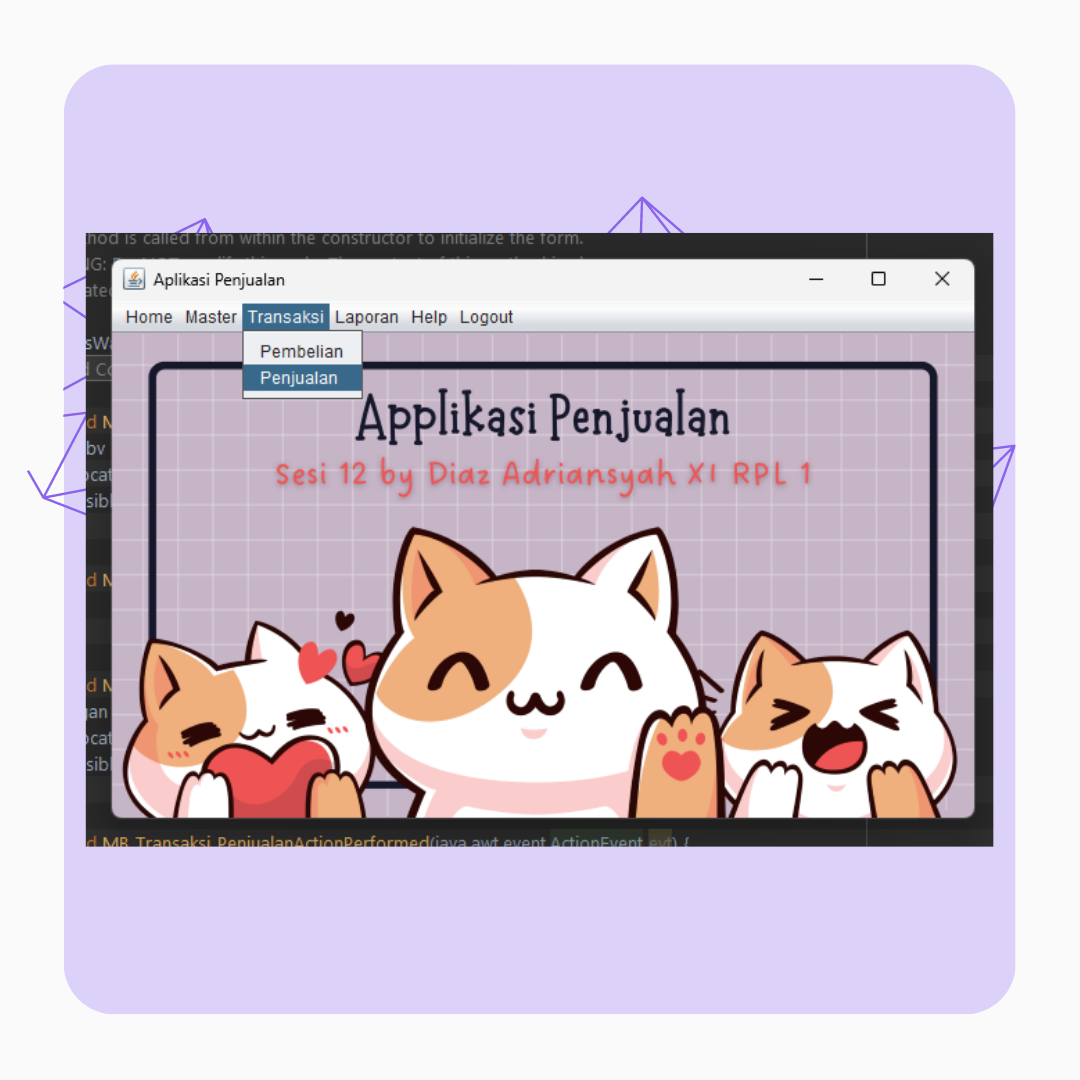 is called from within the constructor to initialize the form.
NG:
Aplikasi Penjualan
Home Master Transaksi Laporan Help Logout
Pembelian
Penjualan
Applikasi Penjualan
Sesi 12 by Diaz Adriansyah XI RPL 1
d MB_Transaksi_PenjualanActionPerformed(java.awt.event.ActionEvent evt) {